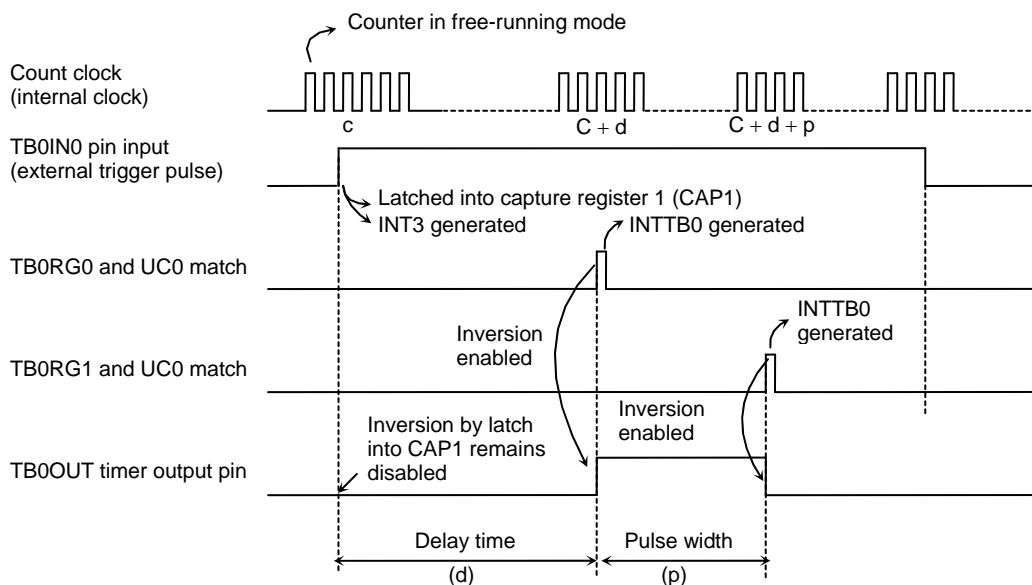 Counter in free-running mode
Count clock
(internal clock)
c
C + d
C + d + p
TB0IN0 pin input
(external trigger pulse)
Latched into capture register 1 (CAP1)
INT3 generated
INTTB0 generated
TB0RG0 and UC0 match
INTTB0
generated
Inversion
enabled
TB0RG1 and UC0 match
Inversion
enabled
Inversion by latch
into CAP1 remains
disabled
TB0OUT timer output pin
Delay time
(d)
Pulse width
(p)